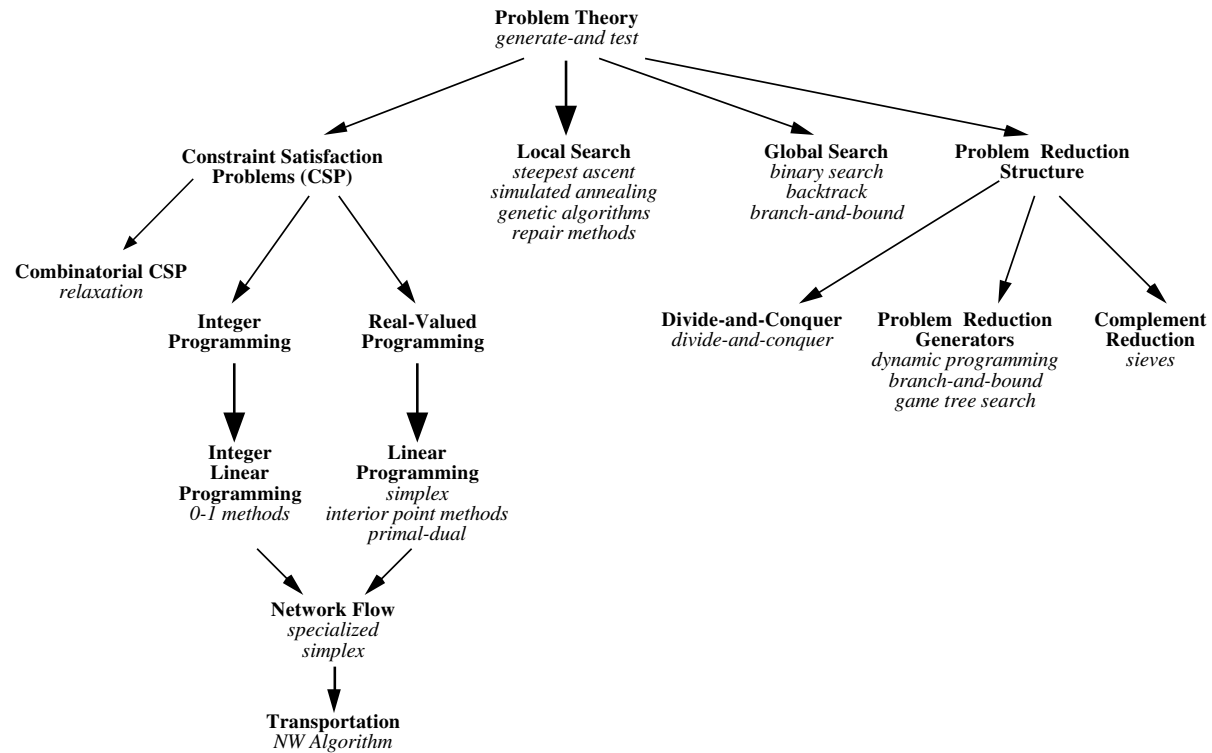 Problem Theory
generate-and test
Constraint Satisfaction
Problems (CSP)
Local Search
steepest ascent
simulated annealing
genetic algorithms
repair methods
Global Search
binary search
backtrack
branch-and-bound
Problem Reduction
Structure
Combinatorial CSP
relaxation
Integer
Programming
Real-Valued
Programming
Divide-and-Conquer
divide-and-conquer
Problem Reduction
Generators
dynamic programming
branch-and-bound
game tree search
Complement
Reduction
sieves
Integer
Linear
Programming
0-1 methods
Linear
Programming
simplex
interior point methods
primal-dual
Network Flow
specialized
simplex
Transportation
NW Algorithm